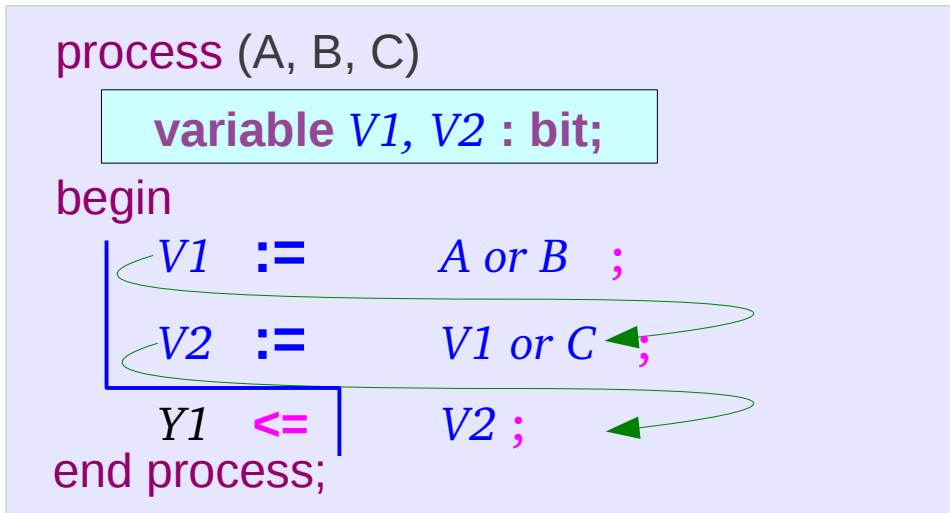 process (A, B, C)
variable V1, V2 : bit;
begin
V1 := A or B ;
V2 := V1 or C ;
Y1 <= V2 ;
end process;